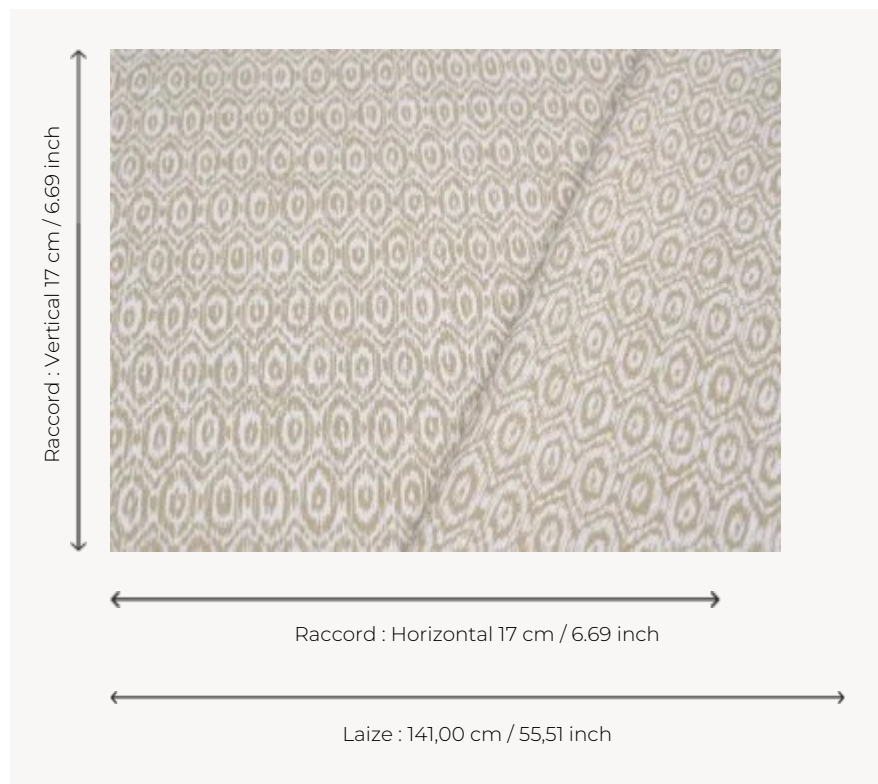 Raccord : Vertical 17 cm / 6.69 inch
Raccord : Horizontal 17 cm / 6.69 inch
Laize : 141,00 cm / 55,51 inch